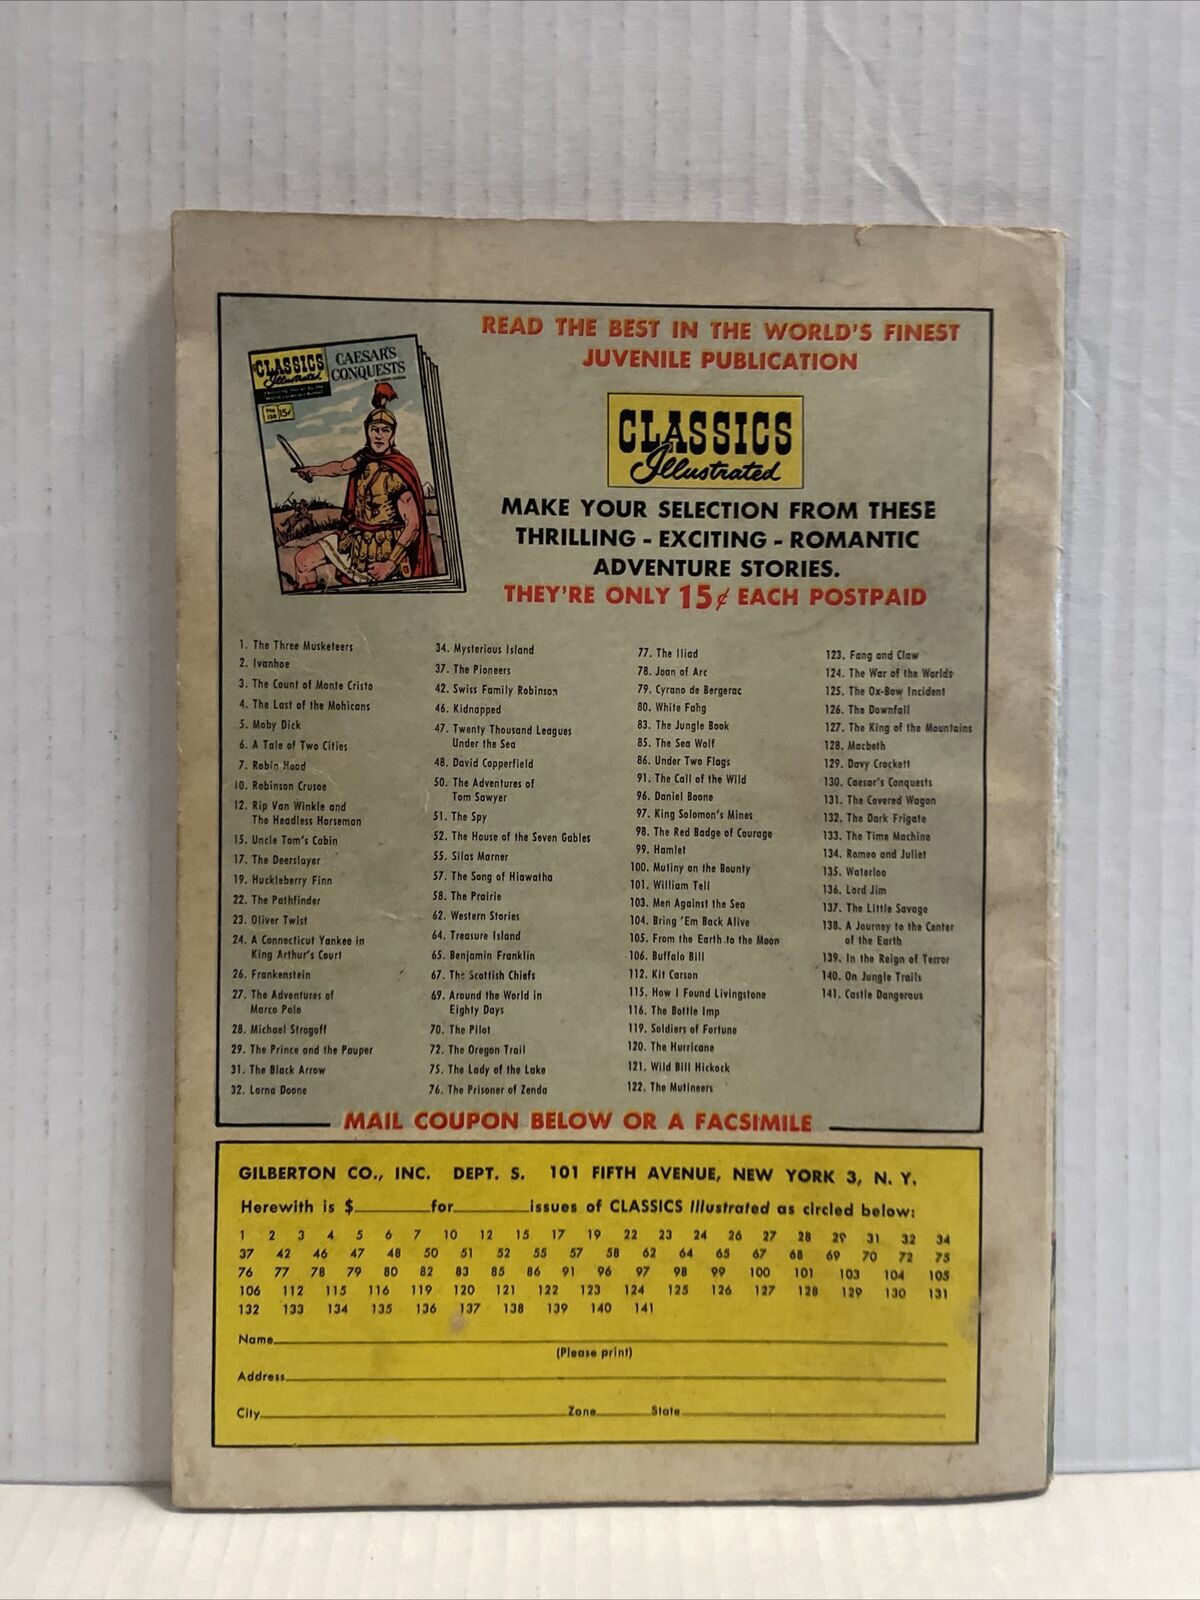 READ THE BEST IN THE WORLD'S FINEST
JUVENILE PUBLICATION
CLASSICS
Illustrated
CAESAR'S
CONQUESTS
No.
130
15¢
CLASSICS
Illustrated
MAKE YOUR SELECTION FROM THESE
THRILLING - EXCITING - ROMANTIC
ADVENTURE STORIES.
THEY'RE ONLY 15¢ EACH POSTPAID
1. The Three Musketeers
2. Ivanhoe
3. The Count of Monte Cristo
4. The Last of the Mohicans
5. Moby Dick
6. A Tale of Two Cities
7. Robin Hood
10. Robinson Crusoe
12. Rip Van Winkle and
The Headless Horseman
15. Uncle Tom's Cabin
17. The Deerslayer
19. Huckleberry Finn
22. The Pathfinder
23. Oliver Twist
24. A Connecticut Yankee in
King Arthur's Court
26. Frankenstein
27. The Adventures of
Marco Polo
28. Michael Strogoff
29. The Prince and the Pauper
31. The Black Arrow
32. Lorna Doone
34. Mysterious Island
37. The Pioneers
42. Swiss Family Robinson
46. Kidnapped
47. Twenty Thousand Leagues
Under the Sea
48. David Copperfield
50. The Adventures of
Tom Sawyer
51. The Spy
52. The House of the Seven Gables
55. Silas Marner
57. The Song of Hiawatha
58. The Prairie
62. Western Stories
64. Treasure Island
65. Benjamin Franklin
67. The Scottish Chiefs
69. Around the World in
Eighty Days
70. The Pilot
72. The Oregon Trail
75. The Lady of the Lake
76. The Prisoner of Zenda
77. The Iliad
78. Joan of Arc
79. Cyrano de Bergerac
80. White Fang
83. The Jungle Book
85. The Sea Wolf
86. Under Two Flags
91. The Call of the Wild
96. Daniel Boone
97. King Solomon's Mines
98. The Red Badge of Courage
99. Hamlet
100. Mutiny on the Bounty
101. William Tell
103. Men Against the Sea
104. Bring 'Em Back Alive
105. From the Earth to the Moon
106. Buffalo Bill
112. Kit Carson
115. How I Found Livingstone
116. The Bottle Imp
119. Soldiers of Fortune
120. The Hurricane
121. Wild Bill Hickock
122. The Mutineers
123. Fang and Claw
124. The War of the Worlds
125. The Ox-Bow Incident
126. The Downfall
127. The King of the Mountains
128. Macbeth
129. Davy Crockett
130. Caesar's Conquests
131. The Covered Wagon
132. The Dark Frigate
133. The Time Machine
134. Romeo and Juliet
135. Waterloo
136. Lord Jim
137. The Little Savage
138. A Journey to the Center
of the Earth
139. In the Reign of Terror
140. On Jungle Trails
141. Castle Dangerous
MAIL COUPON BELOW OR A FACSIMILE
GILBERTON CO., INC. DEPT. S. 101 FIFTH AVENUE, NEW YORK 3, N. Y.
Herewith is $ for issues of CLASSICS Illustrated as circled below:
1 2 3 4 5 6 7 10 12 15 17 19 22 23 24 26 27 28 29 31 32 34
37 42 46 47 48 50 51 52 55 57 58 62 64 65 67 68 69 70 72 75
76 77 78 79 80 82 83 85 86 91 96 97 98 99 100 101 103 104 105
106 112 115 116 119 120 121 122 123 124 125 126 127 128 129 130 131
132 133 134 135 136 137 138 139 140 141
Name
(Please print)
Address
City Zone State